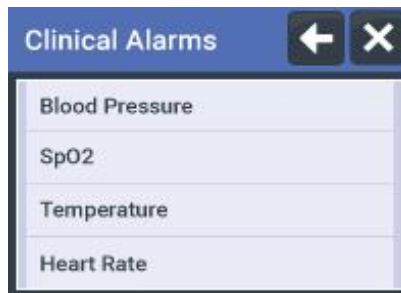 Clinical Alarms
Blood Pressure
SpO2
Temperature
Heart Rate